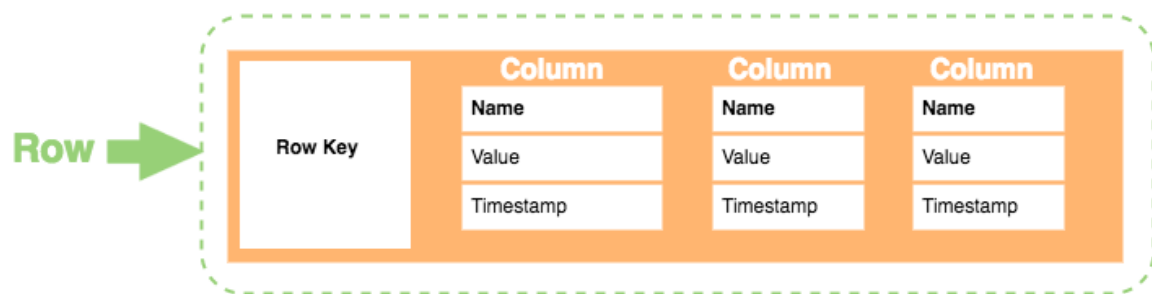 Column Column Column
Name Name Name
Row Row Key Value Value Value
Timestamp Timestamp Timestamp